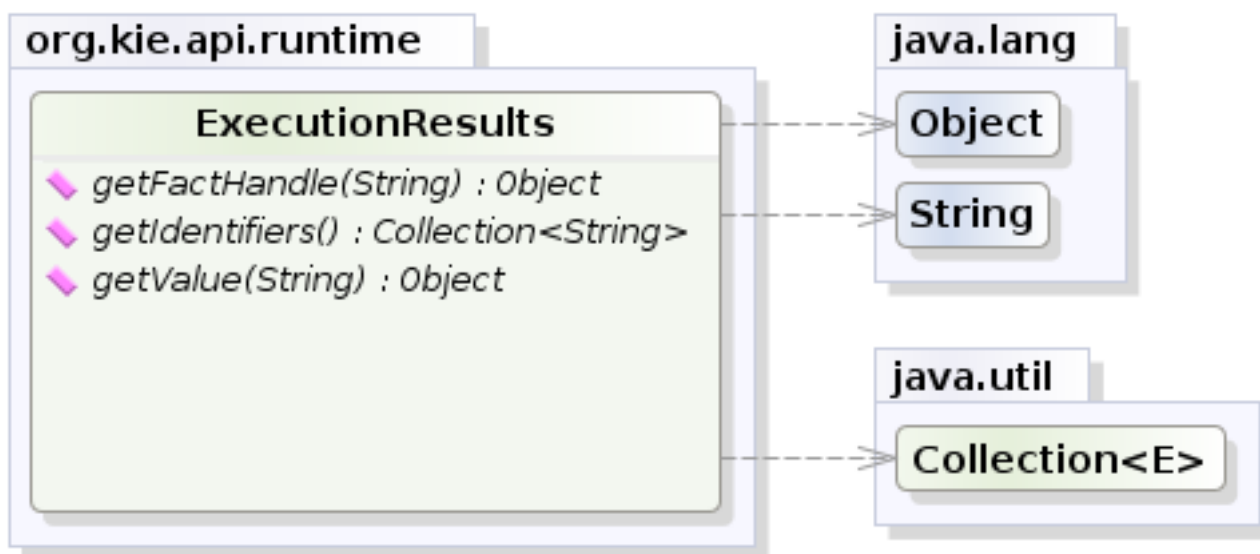 org.kie.api.runtime
ExecutionResults
getFactHandle(String) : Object
getIdentifiers() : Collection<String>
getValue(String) : Object
java.lang
Object
String
java.util
Collection<E>